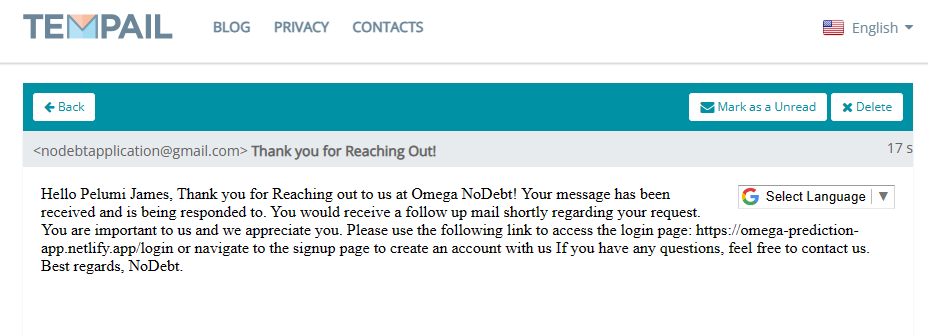 TEMPAIL BLOG PRIVACY CONTACTS English
Back Mark as a Unread Delete
<nodebtapplication@gmail.com> Thank you for Reaching Out! 17 s
Hello Pelumi James, Thank you for Reaching out to us at Omega NoDebt! Your message has been
received and is being responded to. You would receive a follow up mail shortly regarding your request.
G Select Language ▼
You are important to us and we appreciate you. Please use the following link to access the login page: https://omega-prediction-
app.netlify.app/login or navigate to the signup page to create an account with us If you have any questions, feel free to contact us.
Best regards, NoDebt.